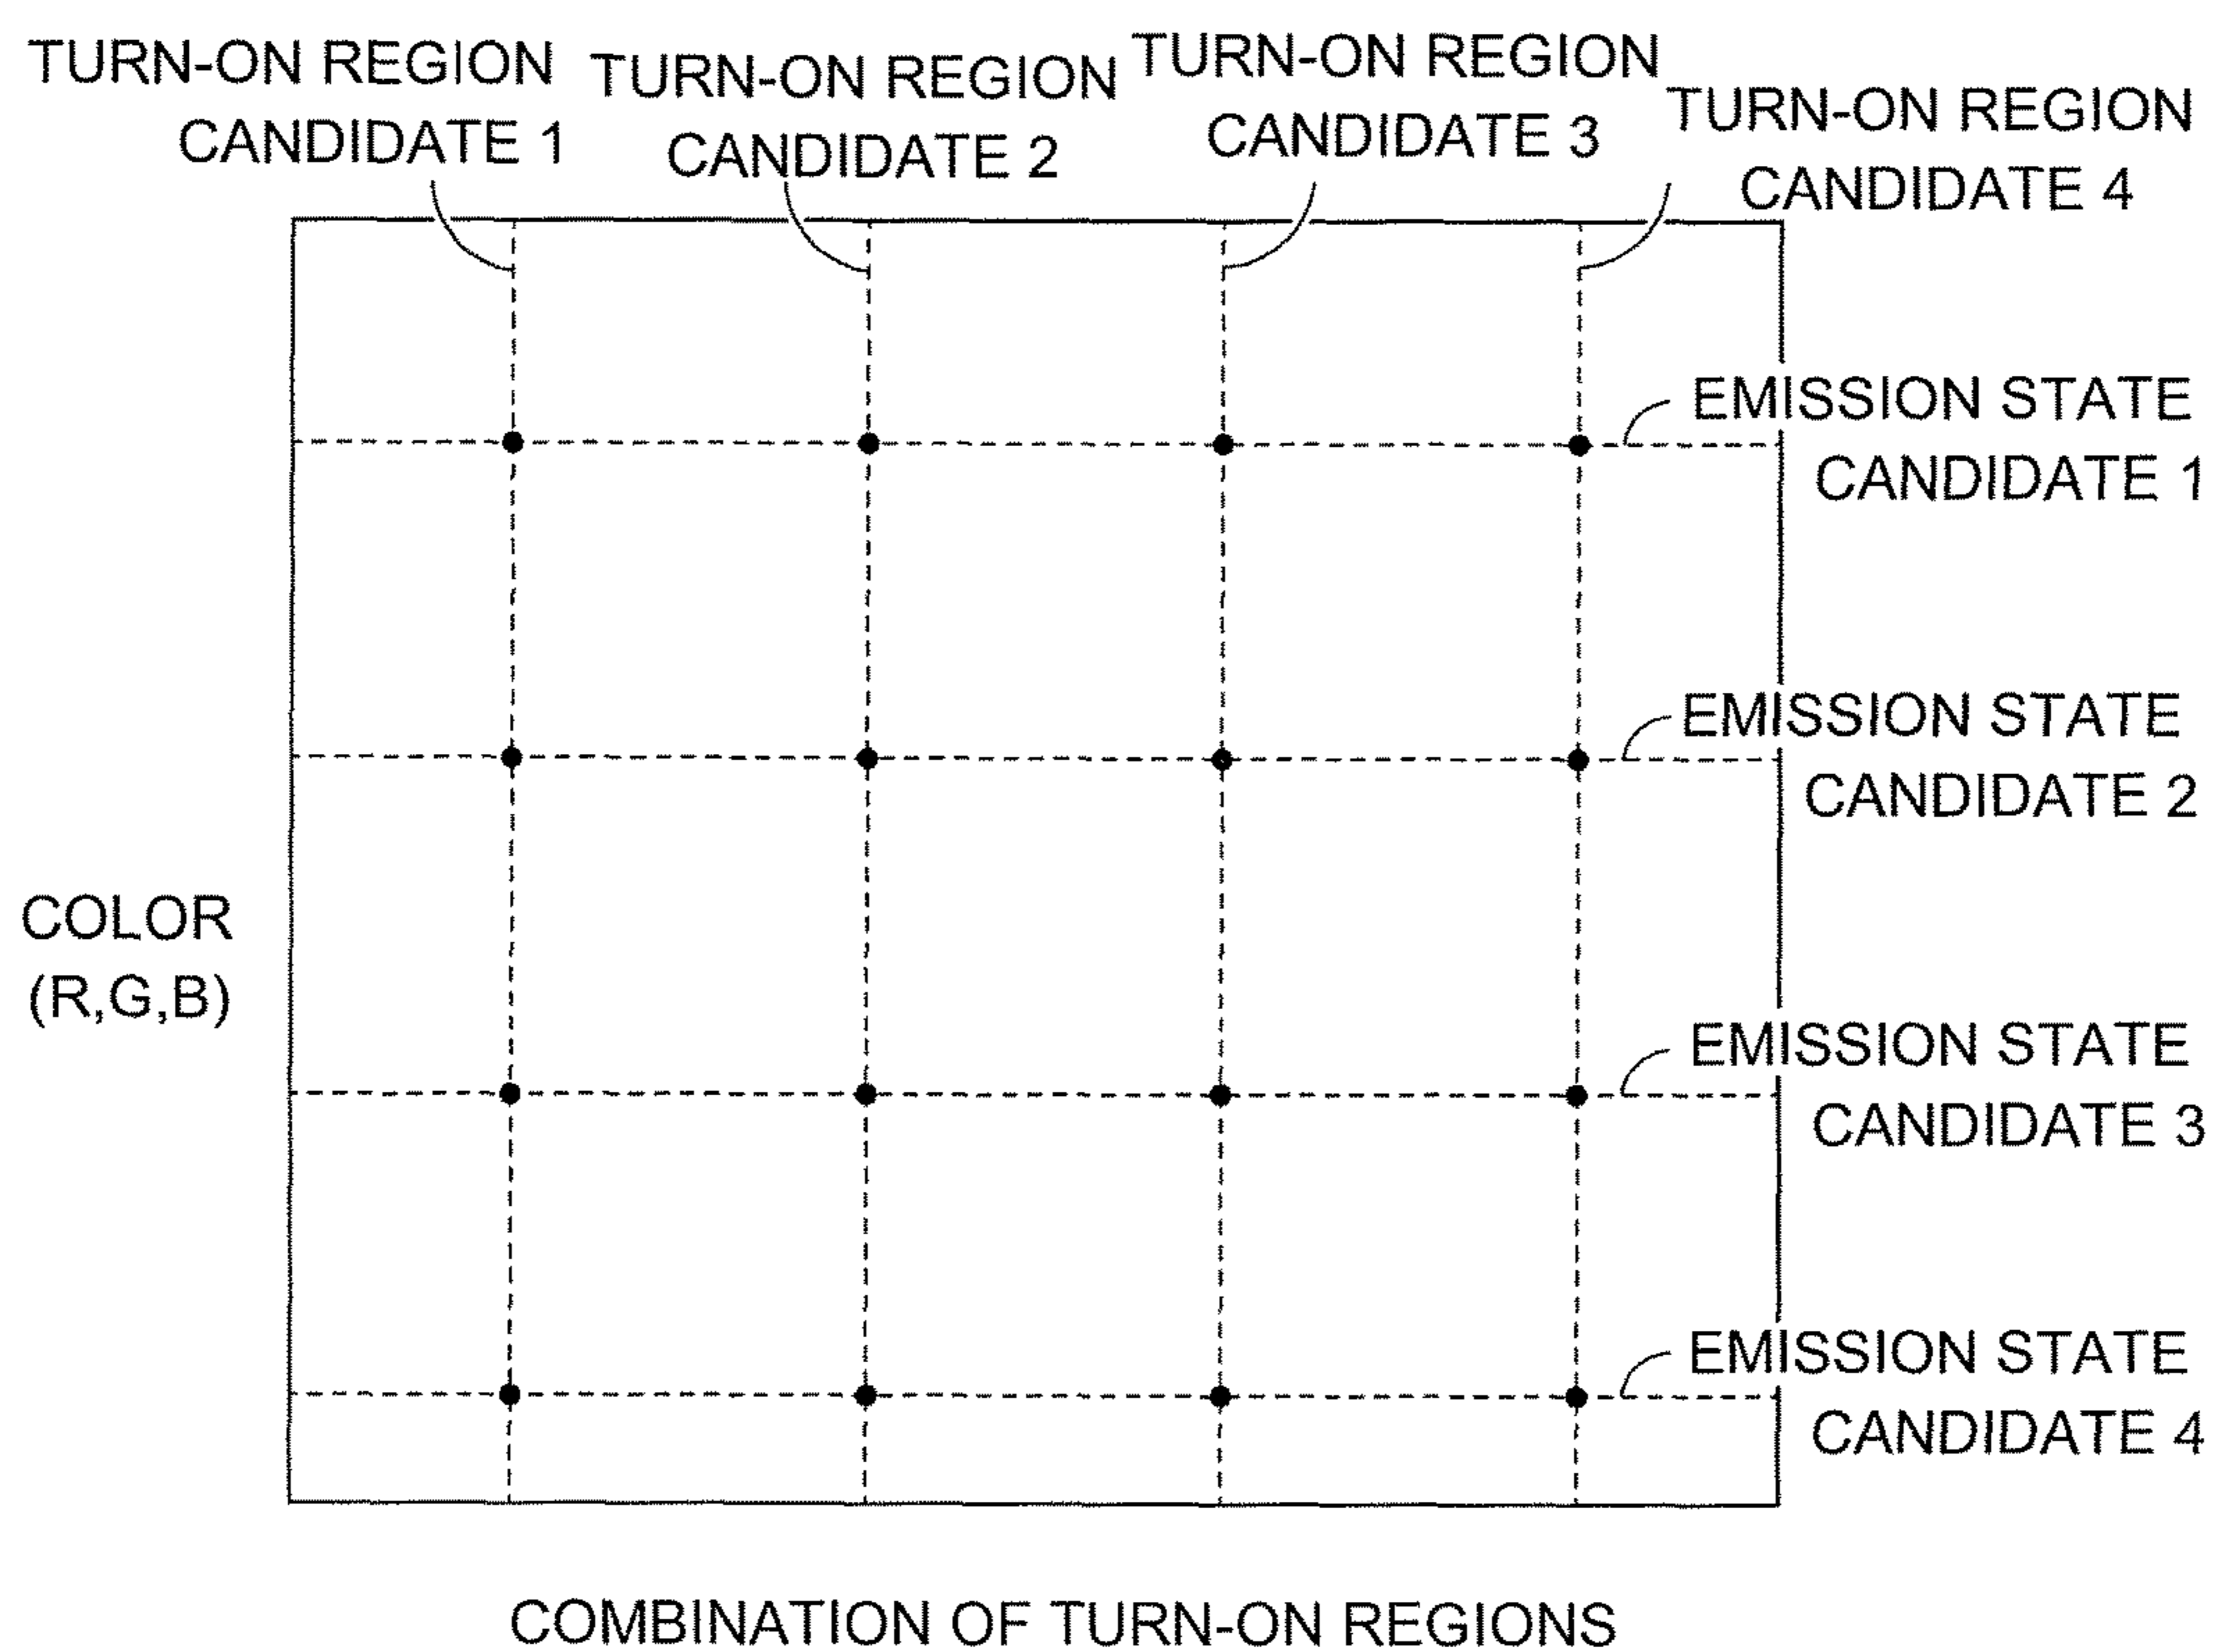 TURN-ON REGION
CANDIDATE 1
TURN-ON REGION
CANDIDATE 2
TURN-ON REGION
CANDIDATE 3
TURN-ON REGION
CANDIDATE 4
EMISSION STATE
CANDIDATE 1
EMISSION STATE
CANDIDATE 2
COLOR
(R,G,B)
EMISSION STATE
CANDIDATE 3
EMISSION STATE
CANDIDATE 4
COMBINATION OF TURN-ON REGIONS